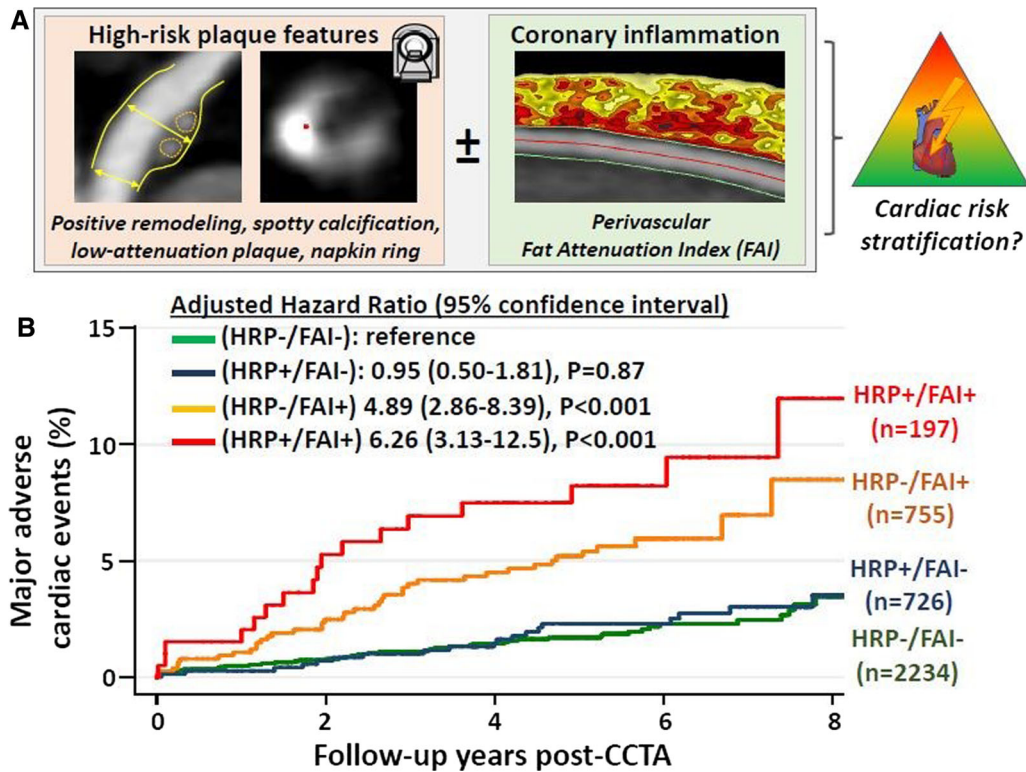 A
High-risk plaque features
Coronary inflammation
±
Positive remodeling, spotty calcification,
low-attenuation plaque, napkin ring
Perivascular
Fat Attenuation Index (FAI)
Cardiac risk
stratification?
B
Adjusted Hazard Ratio (95% confidence interval)
(HRP-/FAI-): reference
(HRP+/FAI-): 0.95 (0.50-1.81), P=0.87
(HRP-/FAI+) 4.89 (2.86-8.39), P<0.001
(HRP+/FAI+) 6.26 (3.13-12.5), P<0.001
Major adverse
cardiac events (%)
15
10
5
0
HRP+/FAI+
(n=197)
HRP-/FAI+
(n=755)
HRP+/FAI-
(n=726)
HRP-/FAI-
(n=2234)
0 2 4 6 8
Follow-up years post-CCTA